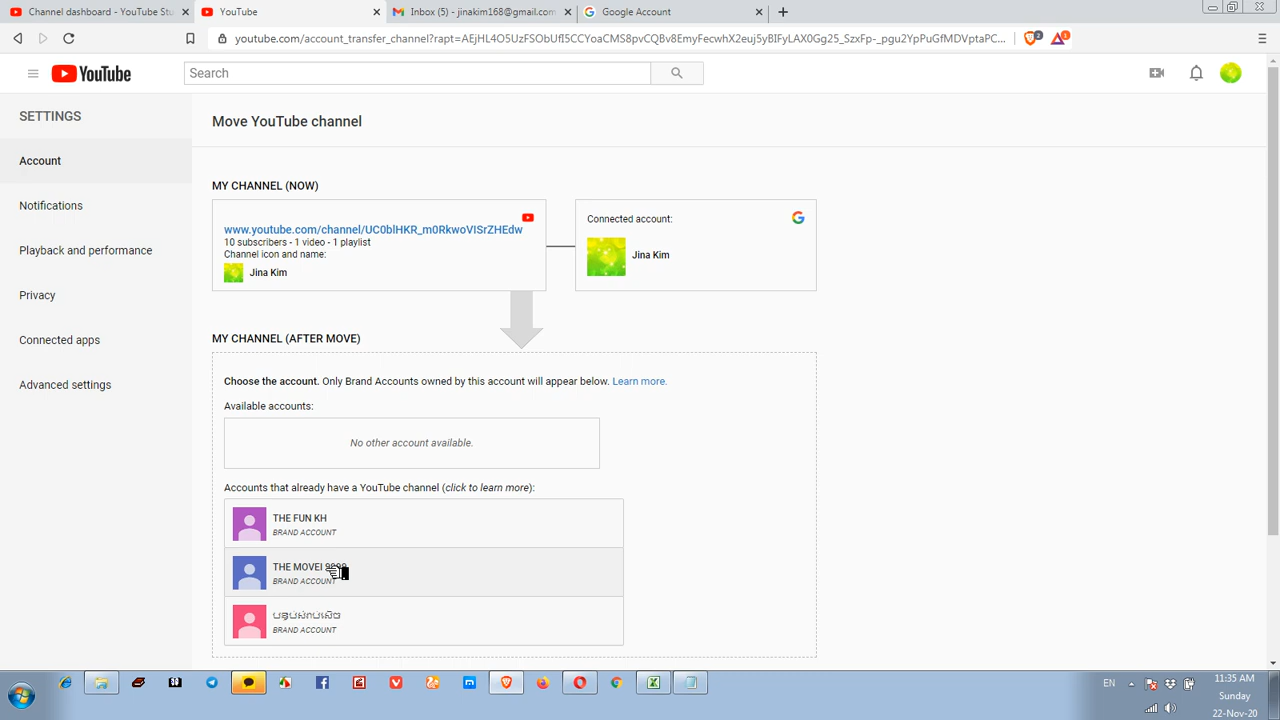 Channel dashboard - YouTube Stu
YouTube
Inbox (5) - jinakim168@gmail.com
Google Account
youtube.com/account_transfer_channel?rapt=AEjHL4O5UzFSObUfI5CCYoaCMS8pvCQBv8EmyFecwhX2euj5yBIFyLAX0Gg25_SzxFp-_pgu2YpPuGfMDVptaPC...
2
1
YouTube
Search
SETTINGS
Move YouTube channel
Account
Notifications
Playback and performance
Privacy
Connected apps
Advanced settings
MY CHANNEL (NOW)
www.youtube.com/channel/UC0blHKR_m0RkwoVISrZHEdw
10 subscribers - 1 video - 1 playlist
Channel icon and name:
Jina Kim
Connected account:
Jina Kim
MY CHANNEL (AFTER MOVE)
Choose the account. Only Brand Accounts owned by this account will appear below. Learn more.
Available accounts:
No other account available.
Accounts that already have a YouTube channel (click to learn more):
THE FUN KH
BRAND ACCOUNT
THE MOVEI
BRAND ACCOUNT
BRAND ACCOUNT
EN
11:35 AM
Sunday
22-Nov-20